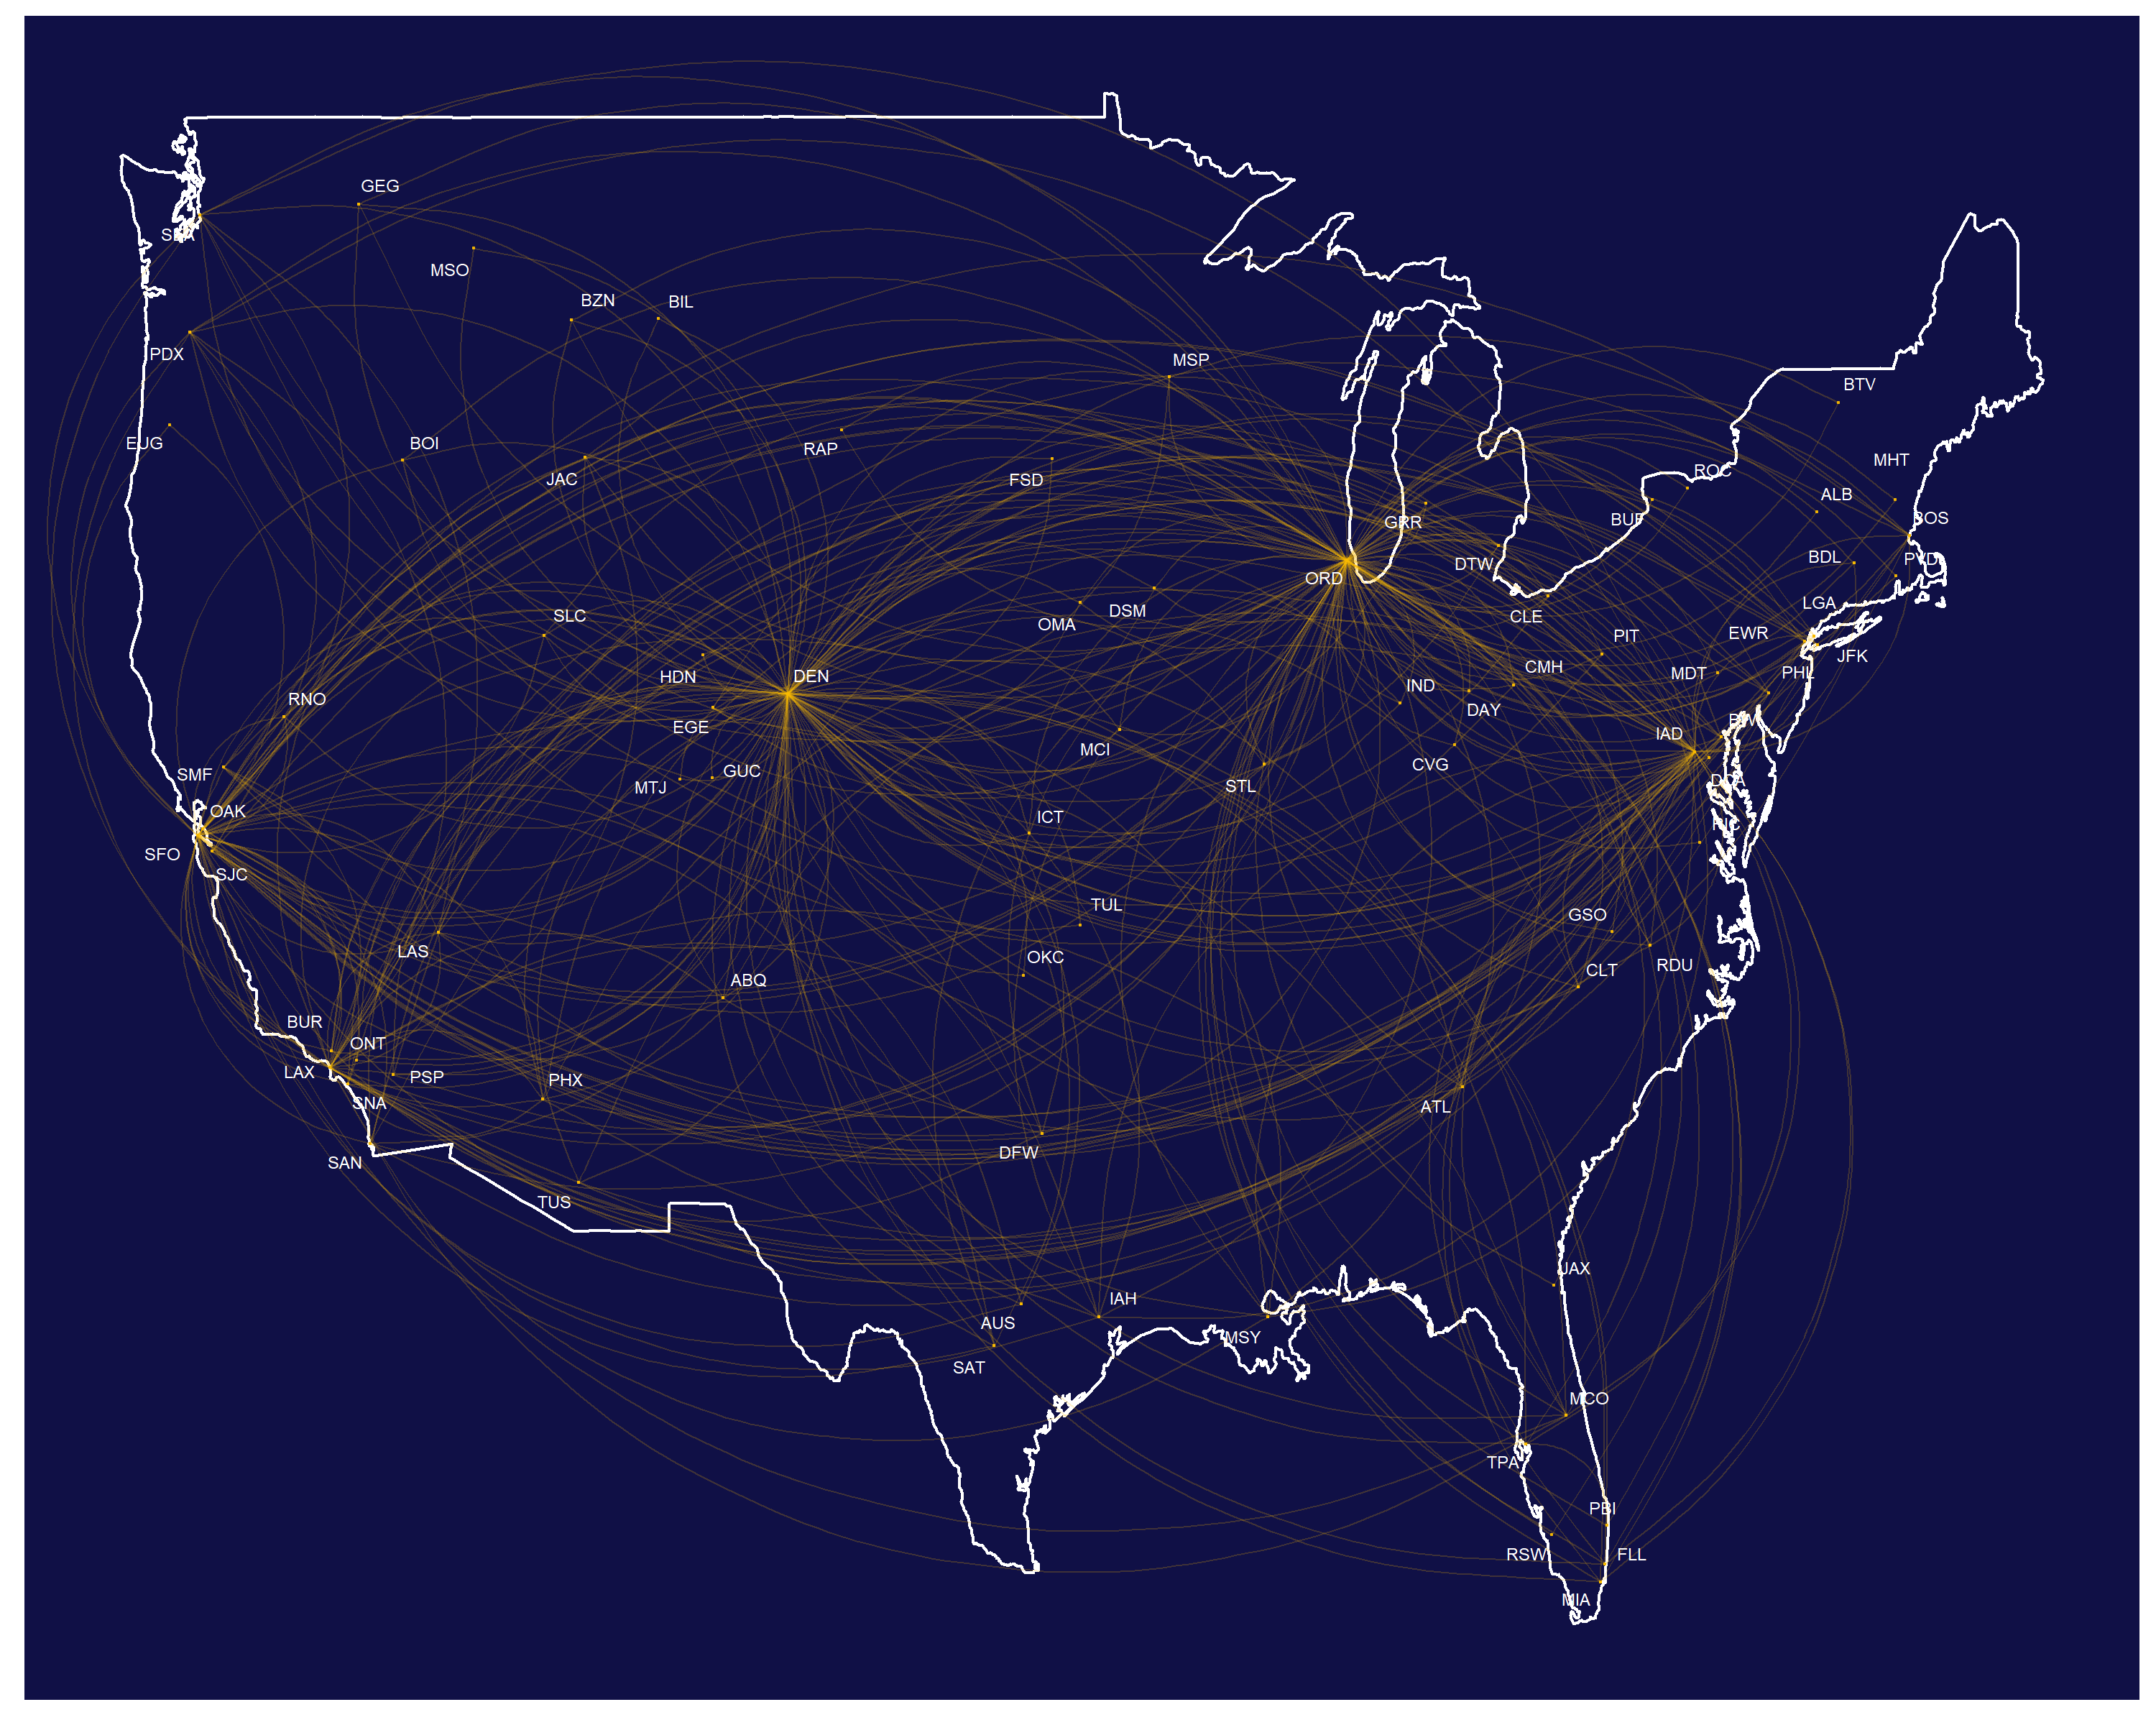 GEG
SEA
MSO
BZN
BIL
PDX
MSP
BTV
EUG
BOI
RAP
JAC
FSD
MHT
ROC
ALB
GRR
BUF
BOS
DTW
BDL
PVD
ORD
SLC
OMA
DSM
CLE
LGA
EWR
PIT
JFK
HDN
DEN
IND
CMH
MDT
PHL
RNO
EGE
DAY
BWI
IAD
SMF
MTJ
GUC
MCI
STL
CVG
DCA
OAK
ICT
RIC
SFO
SJC
TUL
GSO
LAS
OKC
RDU
CLT
ABQ
BUR
ONT
LAX
PSP
PHX
SNA
ATL
SAN
DFW
TUS
JAX
IAH
AUS
MSY
SAT
MCO
TPA
PBI
RSW
FLL
MIA